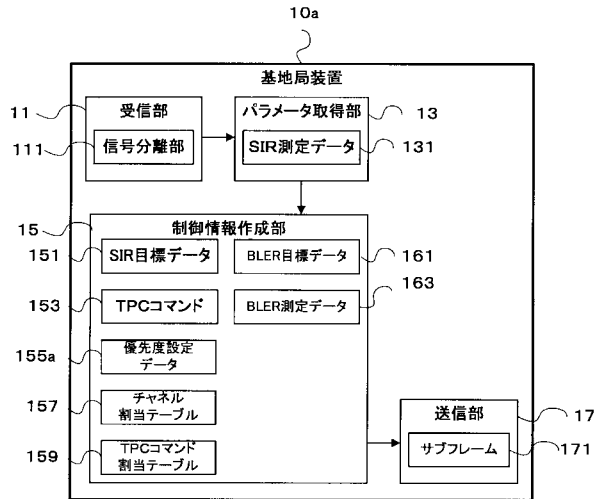 10a
基地局装置
11
受信部
111
信号分離部
パラメータ取得部
13
SIR測定データ
131
15
制御情報作成部
151
SIR目標データ
BLER目標データ
161
153
TPCコマンド
BLER測定データ
163
155a
優先度設定
データ
157
チャネル
割当テーブル
159
TPCコマンド
割当テーブル
送信部
17
サブフレーム
171